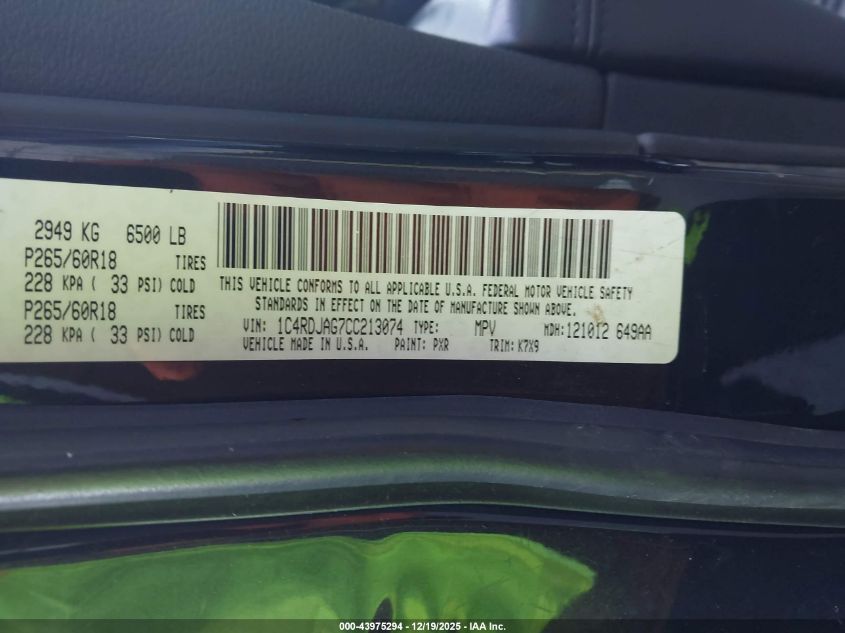 2949 KG 6500 LB
P265/60R18 TIRES
228 KPA ( 33 PSI) COLD
P265/60R18 TIRES
228 KPA ( 33 PSI) COLD
THIS VEHICLE CONFORMS TO ALL APPLICABLE U.S.A. FEDERAL MOTOR VEHICLE SAFETY
STANDARDS IN EFFECT ON THE DATE OF MANUFACTURE SHOWN ABOVE.
VIN: 1C4RDJAG7CC213074 TYPE: MPV MDH:121012 649AA
VEHICLE MADE IN U.S.A. PAINT: PXR TRIM: K7X9
000-43975294 - 12/19/2025 - IAA Inc.